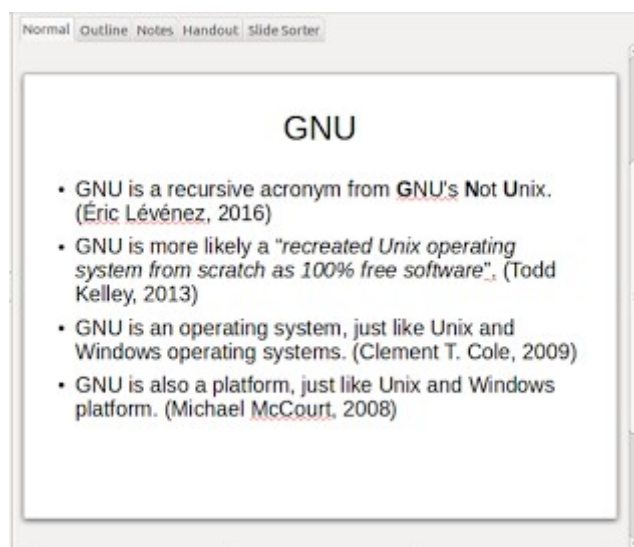 Normal Outline Notes Handout Slide Sorter
GNU
• GNU is a recursive acronym from GNU's Not Unix.
(Éric Lévénez, 2016)
• GNU is more likely a "recreated Unix operating
system from scratch as 100% free software". (Todd
Kelley, 2013)
• GNU is an operating system, just like Unix and
Windows operating systems. (Clement T. Cole, 2009)
• GNU is also a platform, just like Unix and Windows
platform. (Michael McCourt, 2008)